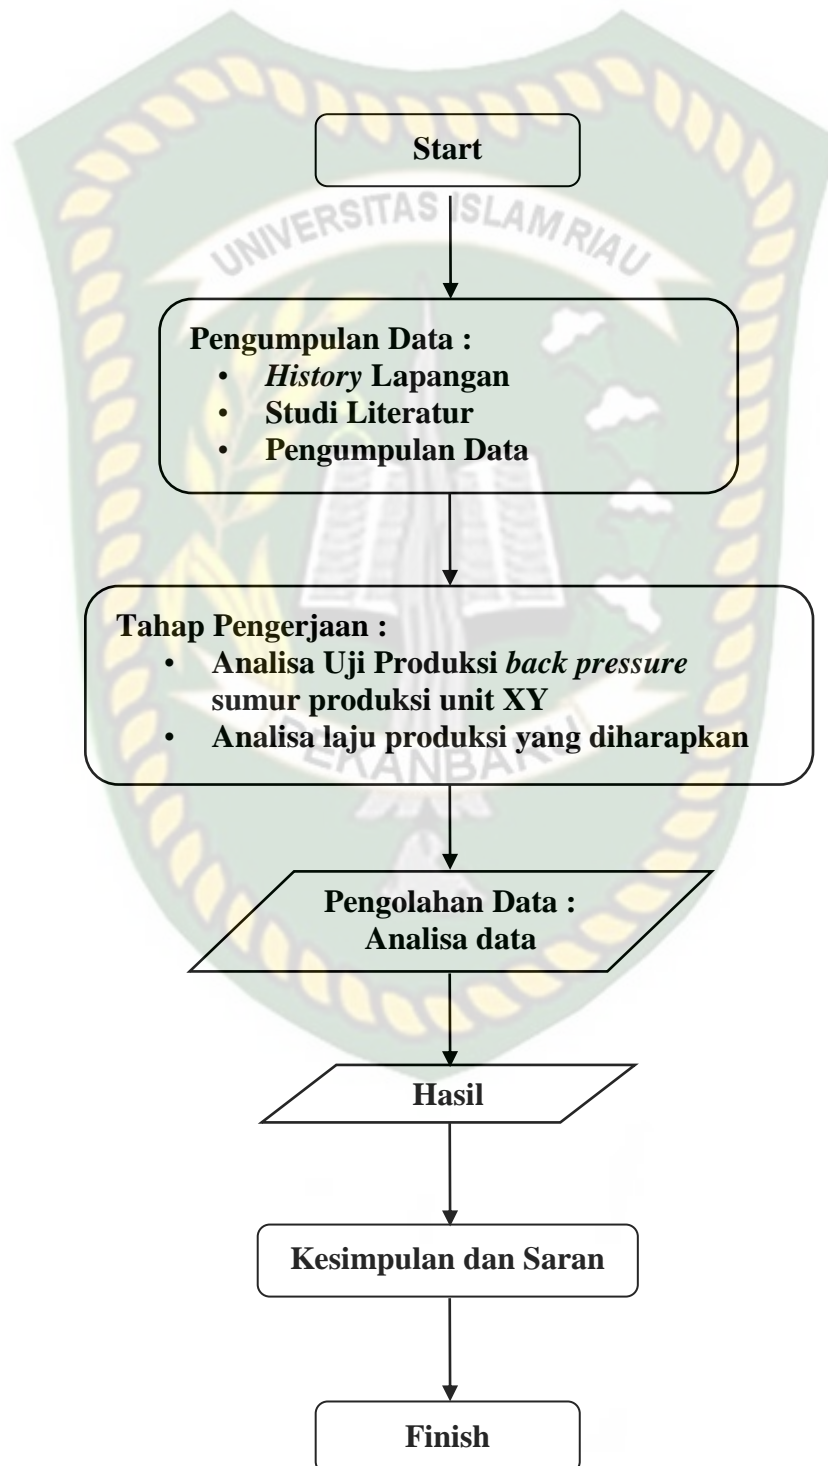 Start
UNIVERSITAS ISLAM RIAU
Pengumpulan Data :
• History Lapangan
• Studi Literatur
• Pengumpulan Data
Tahap Pengerjaan :
• Analisa Uji Produksi back pressure
sumur produksi unit XY
• Analisa laju produksi yang diharapkan
PEKANBARU
Pengolahan Data :
Analisa data
Hasil
Kesimpulan dan Saran
Finish